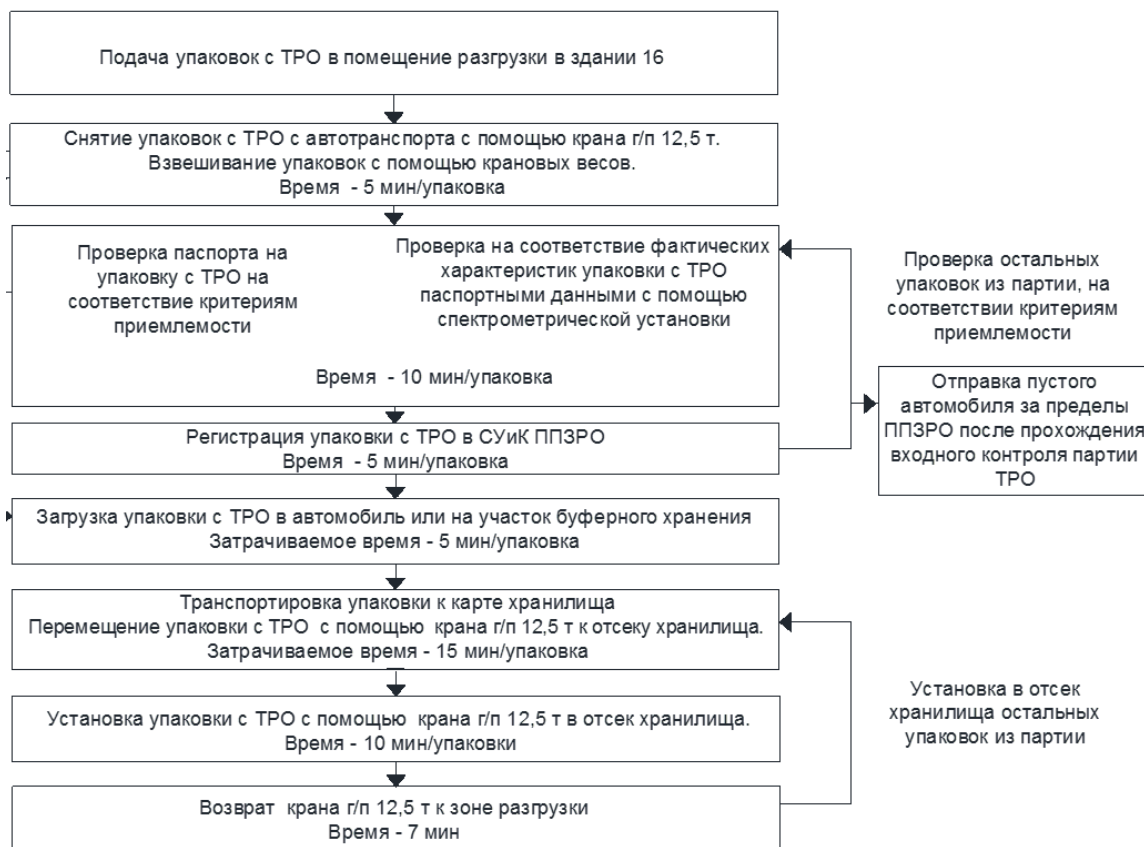 Подача упаковок с ТРО в помещение разгрузки в здании 16
Снятие упаковок с ТРО с автотранспорта с помощью крана г/п 12,5 т.
Взвешивание упаковок с помощью крановых весов.
Время - 5 мин/упаковка
Проверка паспорта на
упаковку с ТРО на
соответствие критериям
приемлемости
Проверка на соответствие фактических
характеристик упаковки с ТРО
паспортными данными с помощью
спектрометрической установки
Время - 10 мин/упаковка
Проверка остальных
упаковок из партии, на
соответствии критериям
приемлемости
Отправка пустого
автомобиля за пределы
ППЗРО после прохождения
входного контроля партии
ТРО
Регистрация упаковки с ТРО в СУиК ППЗРО
Время - 5 мин/упаковка
Загрузка упаковки с ТРО в автомобиль или на участок буферного хранения
Затрачиваемое время - 5 мин/упаковка
Транспортировка упаковки к карте хранилища
Перемещение упаковки с ТРО с помощью крана г/п 12,5 т к отсеку хранилища.
Затрачиваемое время - 15 мин/упаковка
Установка упаковки с ТРО с помощью крана г/п 12,5 т в отсек хранилища.
Время - 10 мин/упаковки
Установка в отсек
хранилища остальных
упаковок из партии
Возврат крана г/п 12,5 т к зоне разгрузки
Время - 7 мин